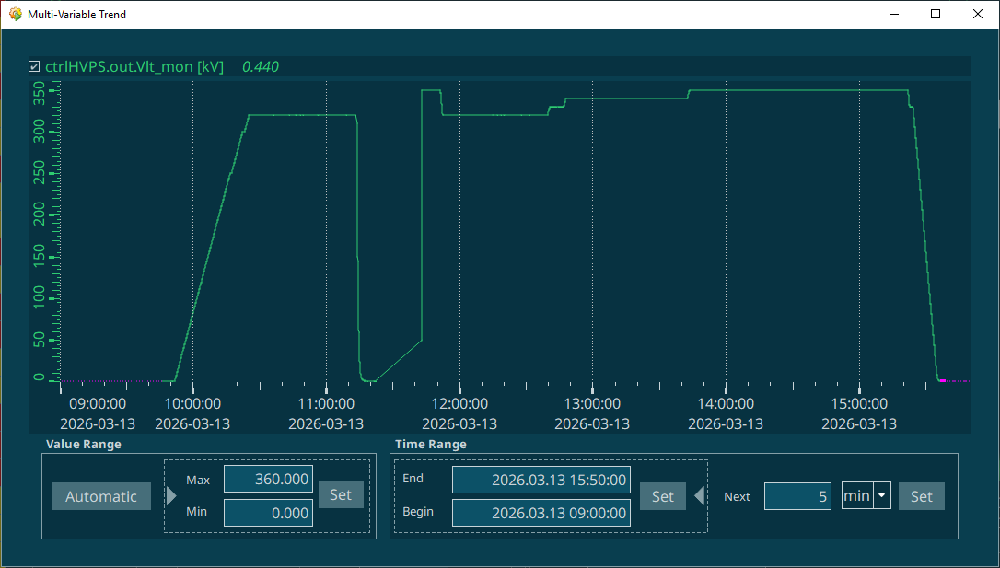 Multi-Variable Trend
ctrlHVPS.out.Vlt_mon [kV] 0.440
350
300
250
200
150
100
50
0
09:00:00 10:00:00 11:00:00 12:00:00 13:00:00 14:00:00 15:00:00
2026-03-13 2026-03-13 2026-03-13 2026-03-13 2026-03-13 2026-03-13 2026-03-13
Value Range
Automatic
Max 360.000
Min 0.000
Set
Time Range
End 2026.03.13 15:50:00
Begin 2026.03.13 09:00:00
Set
Next 5 min Set